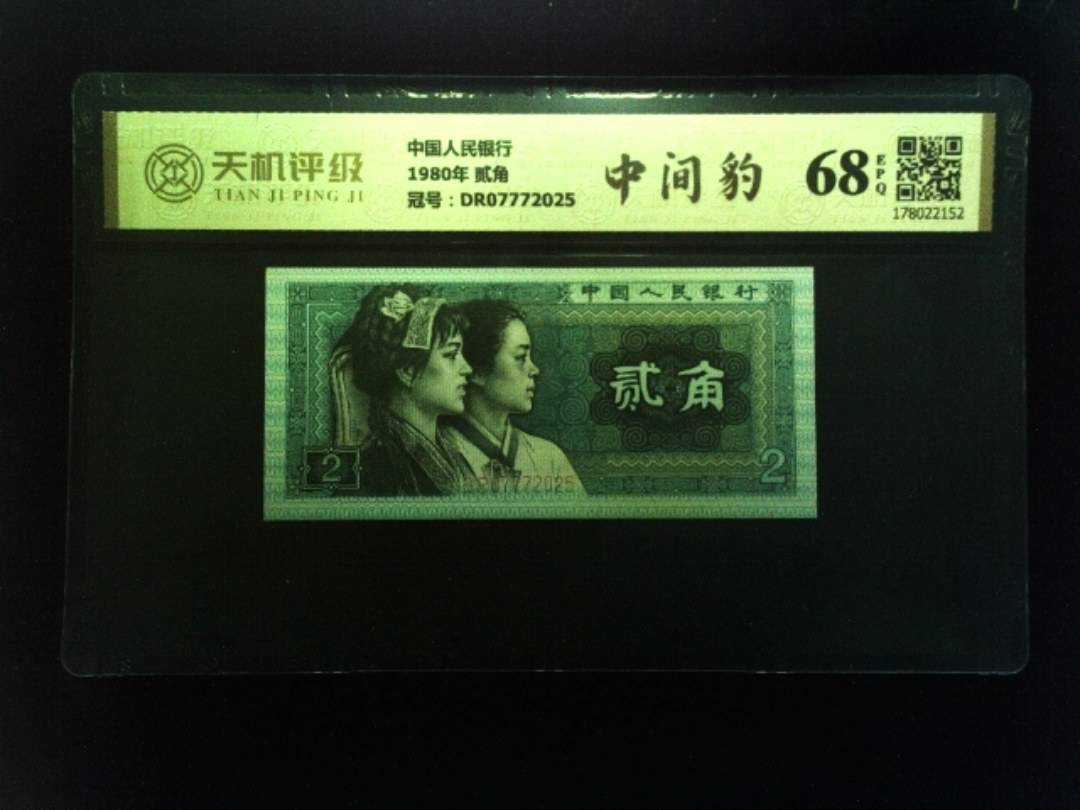 天机评级
TIAN JI PING JI
中国人民银行
1980年 贰角
冠号：DR07772025
中间豹
68
EPQ
178022152
中国人民银行
贰角
2
2
DR07772025